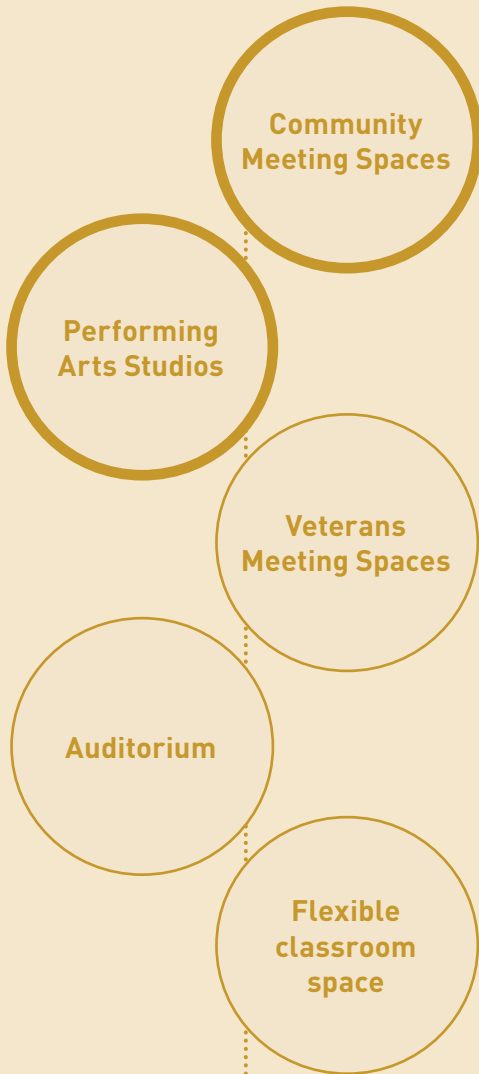 Community
Meeting Spaces
Performing
Arts Studios
Veterans
Meeting Spaces
Auditorium
Flexible
classroom
space